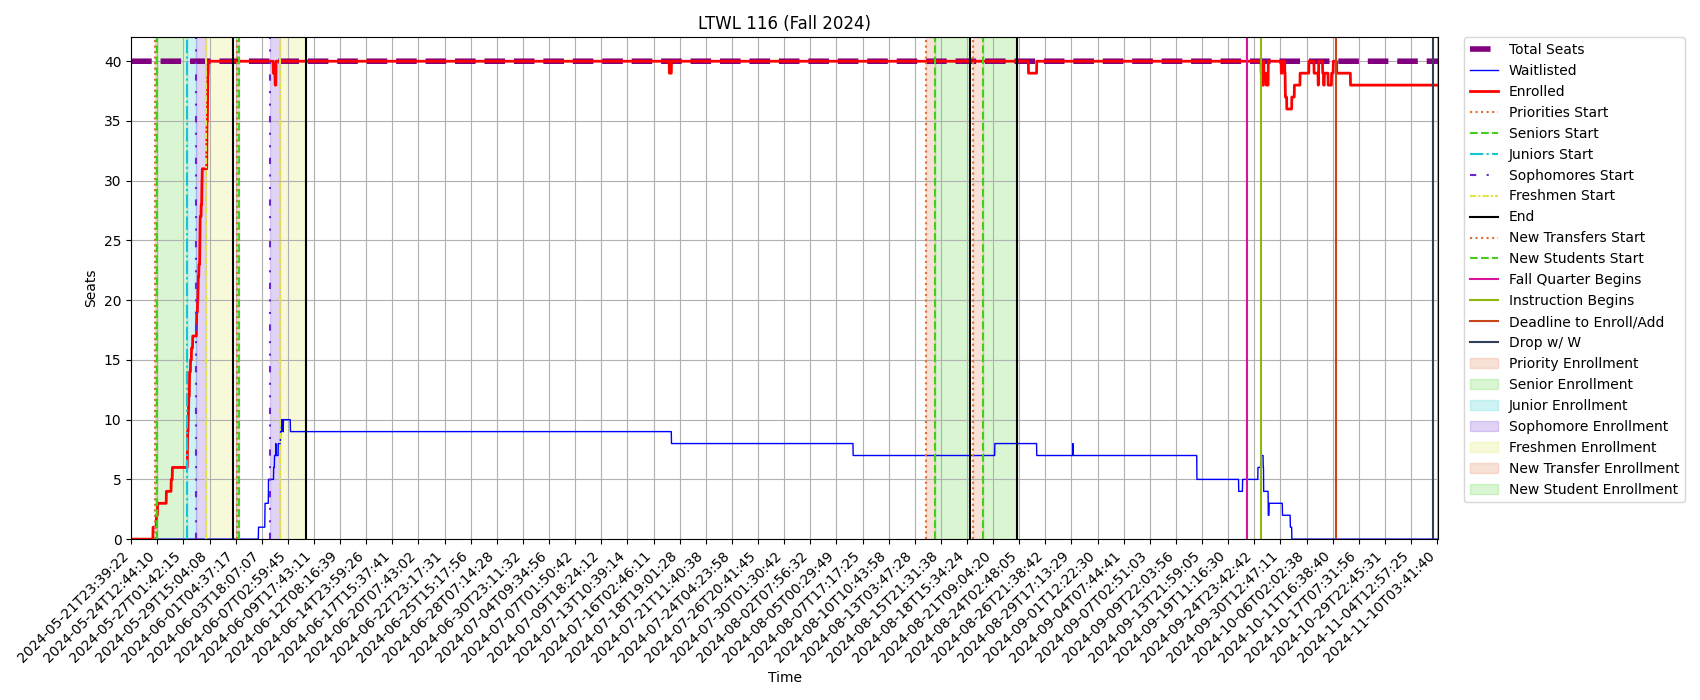 LTWL 116 (Fall 2024)
Seats
40
35
30
25
20
15
10
5
0
2024-05-21T23:39:22
2024-05-24T12:44:10
2024-05-27T01:42:15
2024-05-29T15:04:08
2024-06-01T04:37:17
2024-06-03T18:07:07
2024-06-07T02:59:45
2024-06-09T17:43:11
2024-06-12T08:16:39
2024-06-14T23:59:26
2024-06-17T15:37:41
2024-06-20T07:43:02
2024-06-22T23:17:31
2024-06-25T15:17:56
2024-06-28T07:14:28
2024-06-30T23:11:32
2024-07-04T09:34:56
2024-07-07T01:50:42
2024-07-09T18:24:12
2024-07-13T10:39:14
2024-07-16T02:46:11
2024-07-18T19:01:28
2024-07-21T11:40:38
2024-07-24T04:23:58
2024-07-26T20:41:45
2024-07-30T01:30:42
2024-08-02T07:56:32
2024-08-05T00:29:49
2024-08-07T17:17:25
2024-08-10T10:43:58
2024-08-13T03:47:28
2024-08-15T21:31:38
2024-08-18T15:34:24
2024-08-21T09:04:20
2024-08-24T02:48:05
2024-08-26T21:38:42
2024-08-29T17:13:29
2024-09-01T12:22:30
2024-09-04T07:44:41
2024-09-07T02:51:03
2024-09-09T22:03:56
2024-09-13T21:59:05
2024-09-19T11:16:30
2024-09-24T23:42:42
2024-09-30T12:47:11
2024-10-06T02:02:38
2024-10-11T16:38:40
2024-10-17T07:31:56
2024-10-29T22:45:31
2024-11-04T12:57:25
2024-11-10T03:41:40
Time
Total Seats
Waitlisted
Enrolled
Priorities Start
Seniors Start
Juniors Start
Sophomores Start
Freshmen Start
End
New Transfers Start
New Students Start
Fall Quarter Begins
Instruction Begins
Deadline to Enroll/Add
Drop w/ W
Priority Enrollment
Senior Enrollment
Junior Enrollment
Sophomore Enrollment
Freshmen Enrollment
New Transfer Enrollment
New Student Enrollment